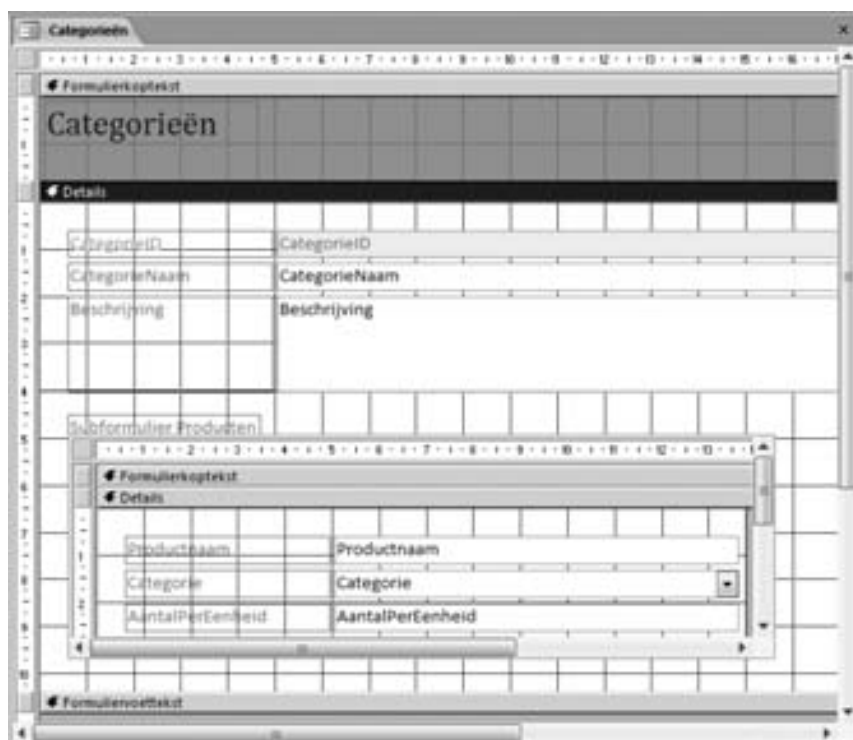 Categorieën
Formulierkoptekst
Categorieën
Details
CategorieID CategorieID
CategorieNaam CategorieNaam
Beschrijving Beschrijving
Subformulier Producten
Formulierkoptekst
Details
Productnaam Productnaam
Categorie Categorie
AantalPerEenheid AantalPerEenheid
Formuliervoettekst